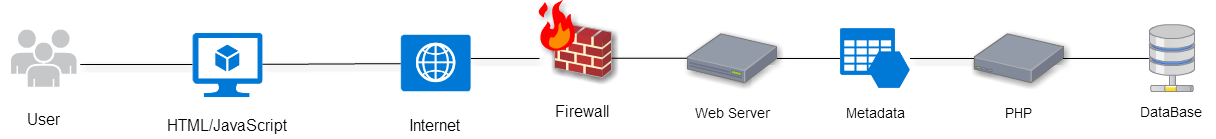 User
HTML/JavaScript
Internet
Firewall
Web Server
Metadata
PHP
DataBase